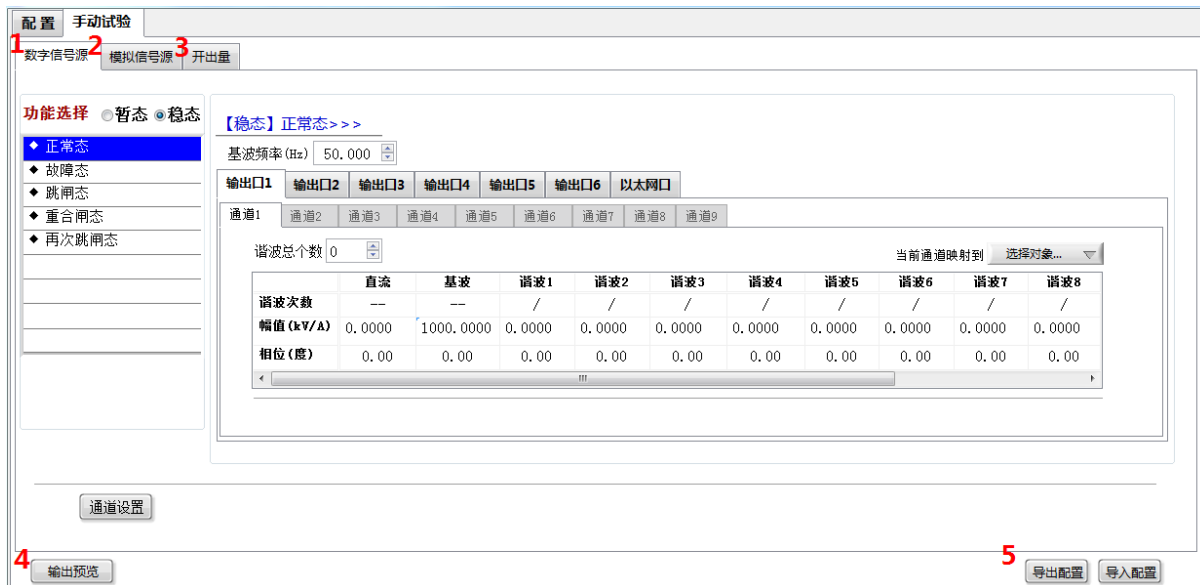 配 置 手动试验
1 数字信号源 2 模拟信号源 3 开出量
功能选择 暂态 稳态
◆ 正常态
◆ 故障态
◆ 跳闸态
◆ 重合闸态
◆ 再次跳闸态
【稳态】正常态>>>
基波频率(Hz) 50.000
输出口1 输出口2 输出口3 输出口4 输出口5 输出口6 以太网口
通道1 通道2 通道3 通道4 通道5 通道6 通道7 通道8 通道9
谐波总个数 0 当前通道映射到 选择对象...
直流 基波 谐波1 谐波2 谐波3 谐波4 谐波5 谐波6 谐波7 谐波8
谐波次数 -- -- / / / / / / / /
幅值(kV/A) 0.0000 1000.0000 0.0000 0.0000 0.0000 0.0000 0.0000 0.0000 0.0000 0.0000
相位(度) 0.00 0.00 0.00 0.00 0.00 0.00 0.00 0.00 0.00 0.00
通道设置
4 输出预览 5 导出配置 导入配置